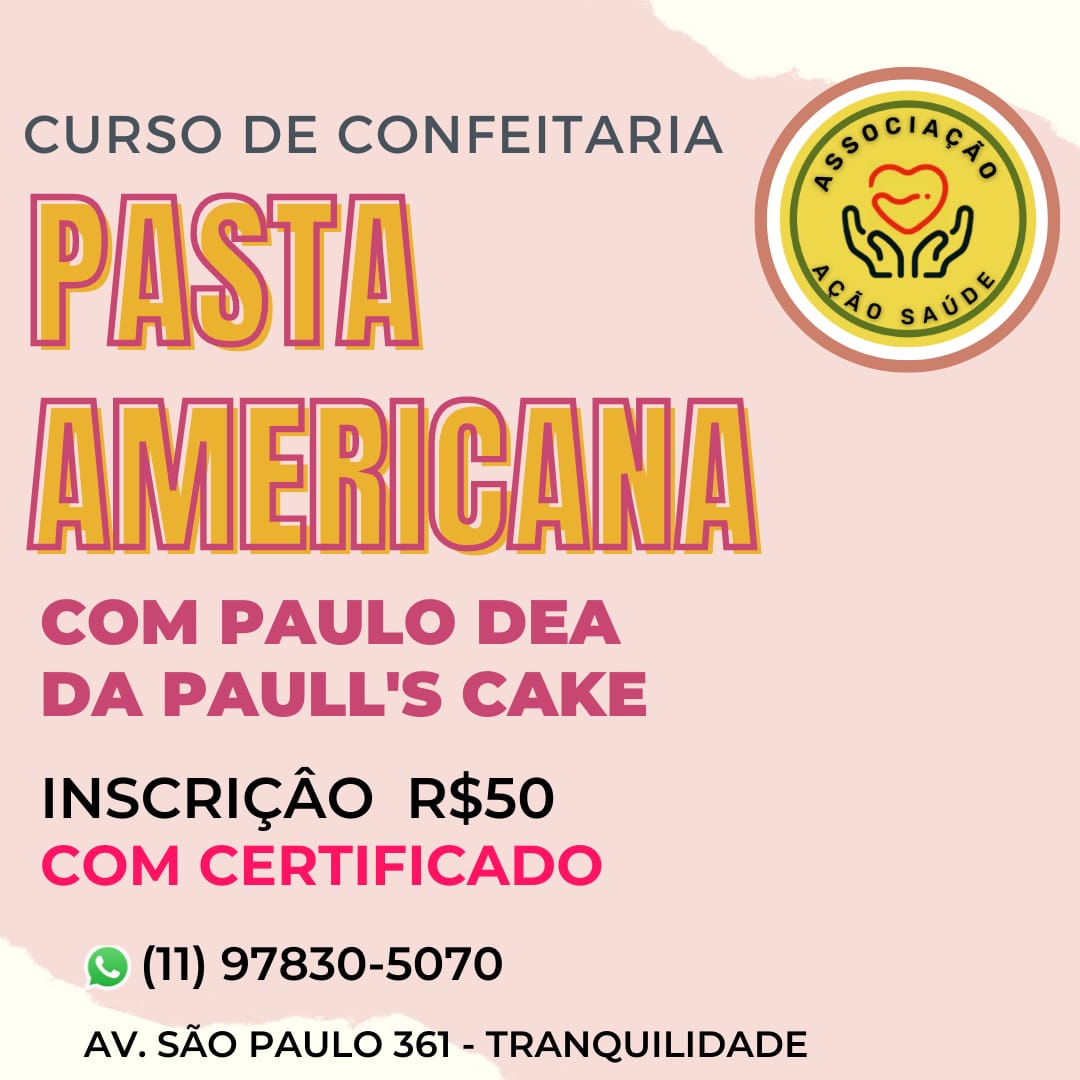 CURSO DE CONFEITARIA
ASSOCIAÇÃO
AÇÃO SAÚDE
PASTA
AMERICANA
COM PAULO DEA
DA PAULL'S CAKE
INSCRIÇÂO R$50
COM CERTIFICADO
(11) 97830-5070
AV. SÃO PAULO 361 - TRANQUILIDADE